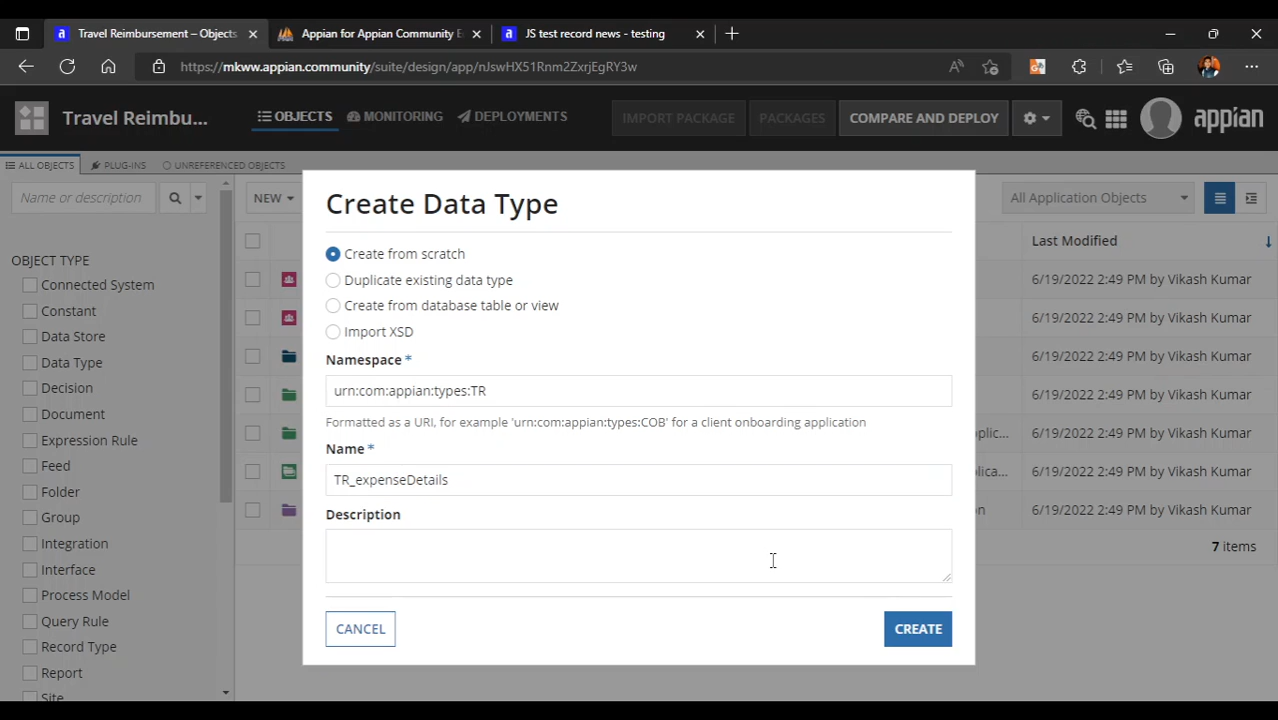 Travel Reimbursement – Objects
Appian for Appian Community E
JS test record news - testing
https://mkww.appian.community/suite/design/app/nJswHX51Rnm2ZxrjEgRY3w
Travel Reimbu...
OBJECTS
MONITORING
DEPLOYMENTS
IMPORT PACKAGE
PACKAGES
COMPARE AND DEPLOY
appian
ALL OBJECTS
PLUG-INS
UNREFERENCED OBJECTS
Name or description
NEW
All Application Objects
OBJECT TYPE
Connected System
Constant
Data Store
Data Type
Decision
Document
Expression Rule
Feed
Folder
Group
Integration
Interface
Process Model
Query Rule
Record Type
Report
Site
Create Data Type
Create from scratch
Duplicate existing data type
Create from database table or view
Import XSD
Namespace *
urn:com:appian:types:TR
Formatted as a URI, for example 'urn:com:appian:types:COB' for a client onboarding application
Name *
TR_expenseDetails
Description
CANCEL
CREATE
Last Modified
6/19/2022 2:49 PM by Vikash Kumar
6/19/2022 2:49 PM by Vikash Kumar
6/19/2022 2:49 PM by Vikash Kumar
6/19/2022 2:49 PM by Vikash Kumar
plic... 6/19/2022 2:49 PM by Vikash Kumar
lica... 6/19/2022 2:49 PM by Vikash Kumar
on 6/19/2022 2:49 PM by Vikash Kumar
7 items